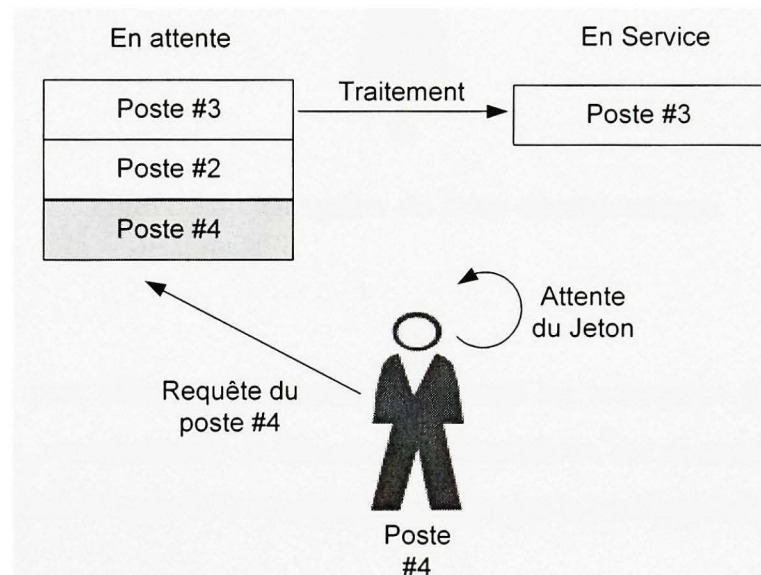 En attente
En Service
Poste #3
Traitement
Poste #3
Poste #2
Poste #4
Attente
du Jeton
Requête du
poste #4
Poste
#4